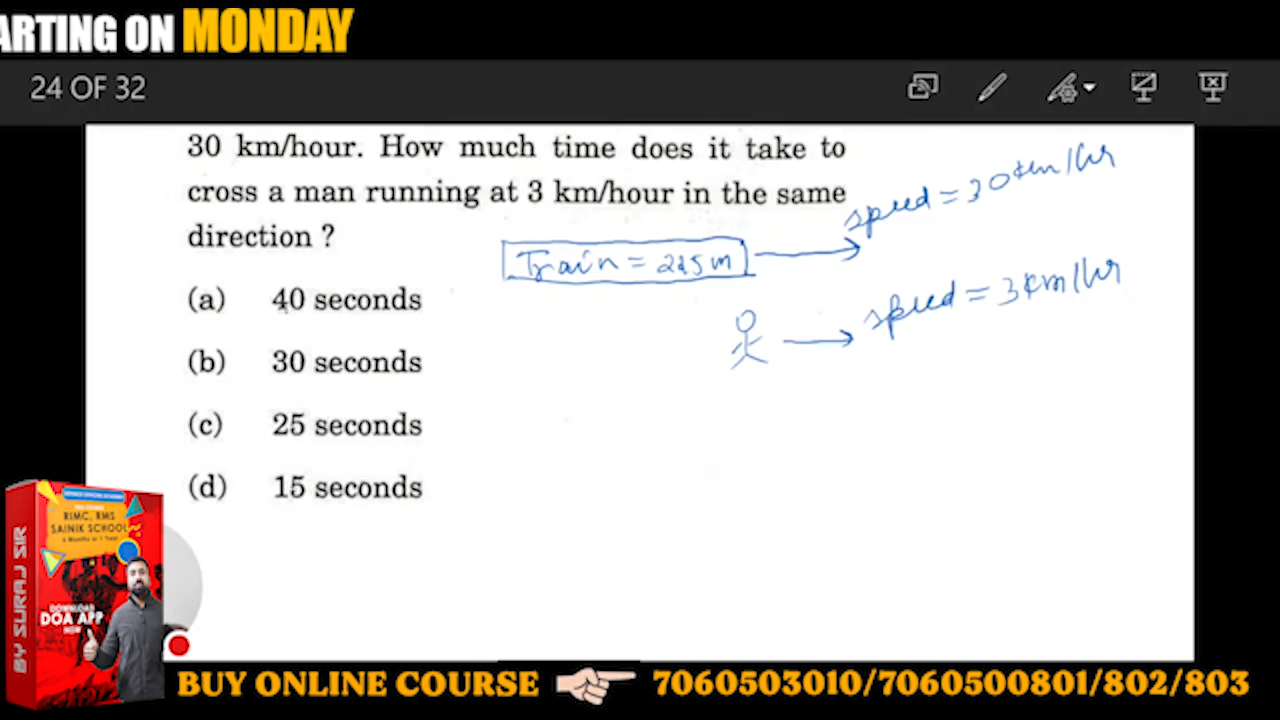 ARTING ON MONDAY
24 OF 32
30 km/hour. How much time does it take to
cross a man running at 3 km/hour in the same
direction ?
speed = 30 km/hr
Train = 225 m
speed = 3 km/hr
(a) 40 seconds
(b) 30 seconds
(c) 25 seconds
(d) 15 seconds
BY SURAJ SIR
RIMC, RMS
SAINIK SCHOOL
DOWNLOAD
DOA APP
NOW
BUY ONLINE COURSE 7060503010/7060500801/802/803